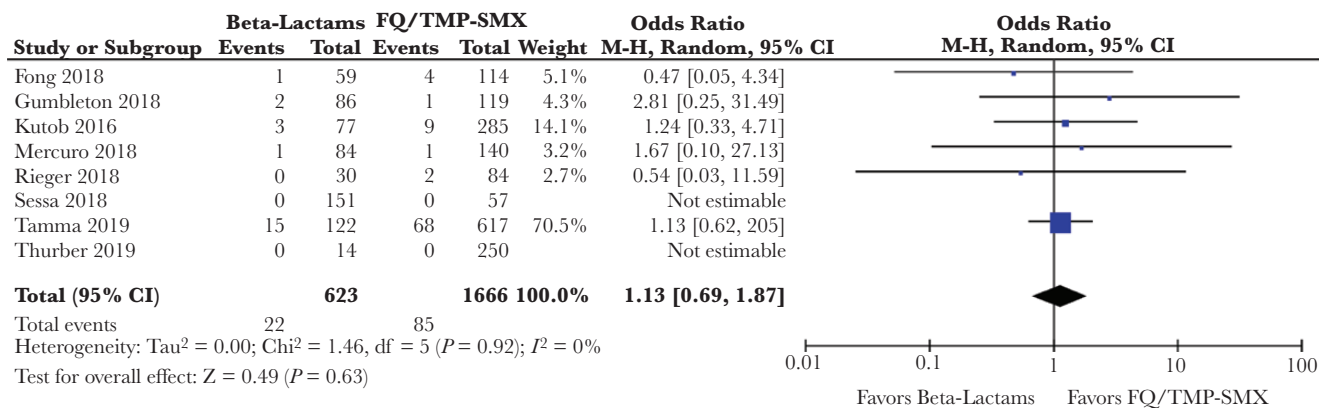 Beta-Lactams FQ/TMP-SMX Odds Ratio Odds Ratio
Study or Subgroup Events Total Events Total Weight M-H, Random, 95% CI M-H, Random, 95% CI
Fong 2018 1 59 4 114 5.1% 0.47 [0.05, 4.34]
Gumbleton 2018 2 86 1 119 4.3% 2.81 [0.25, 31.49]
Kutob 2016 3 77 9 285 14.1% 1.24 [0.33, 4.71]
Mercuro 2018 1 84 1 140 3.2% 1.67 [0.10, 27.13]
Rieger 2018 0 30 2 84 2.7% 0.54 [0.03, 11.59]
Sessa 2018 0 151 0 57 Not estimable
Tamma 2019 15 122 68 617 70.5% 1.13 [0.62, 205]
Thurber 2019 0 14 0 250 Not estimable
Total (95% CI) 623 1666 100.0% 1.13 [0.69, 1.87]
Total events 22 85
Heterogeneity: Tau² = 0.00; Chi² = 1.46, df = 5 (P = 0.92); I² = 0%
Test for overall effect: Z = 0.49 (P = 0.63)
0.01 0.1 1 10 100
Favors Beta-Lactams Favors FQ/TMP-SMX